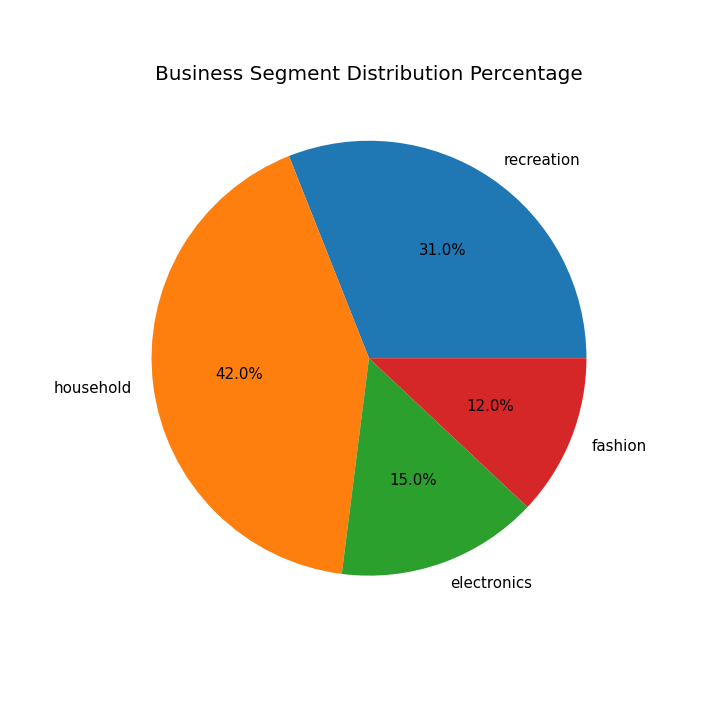 Business Segment Distribution Percentage
recreation
31.0%
42.0%
household
12.0%
fashion
15.0%
electronics